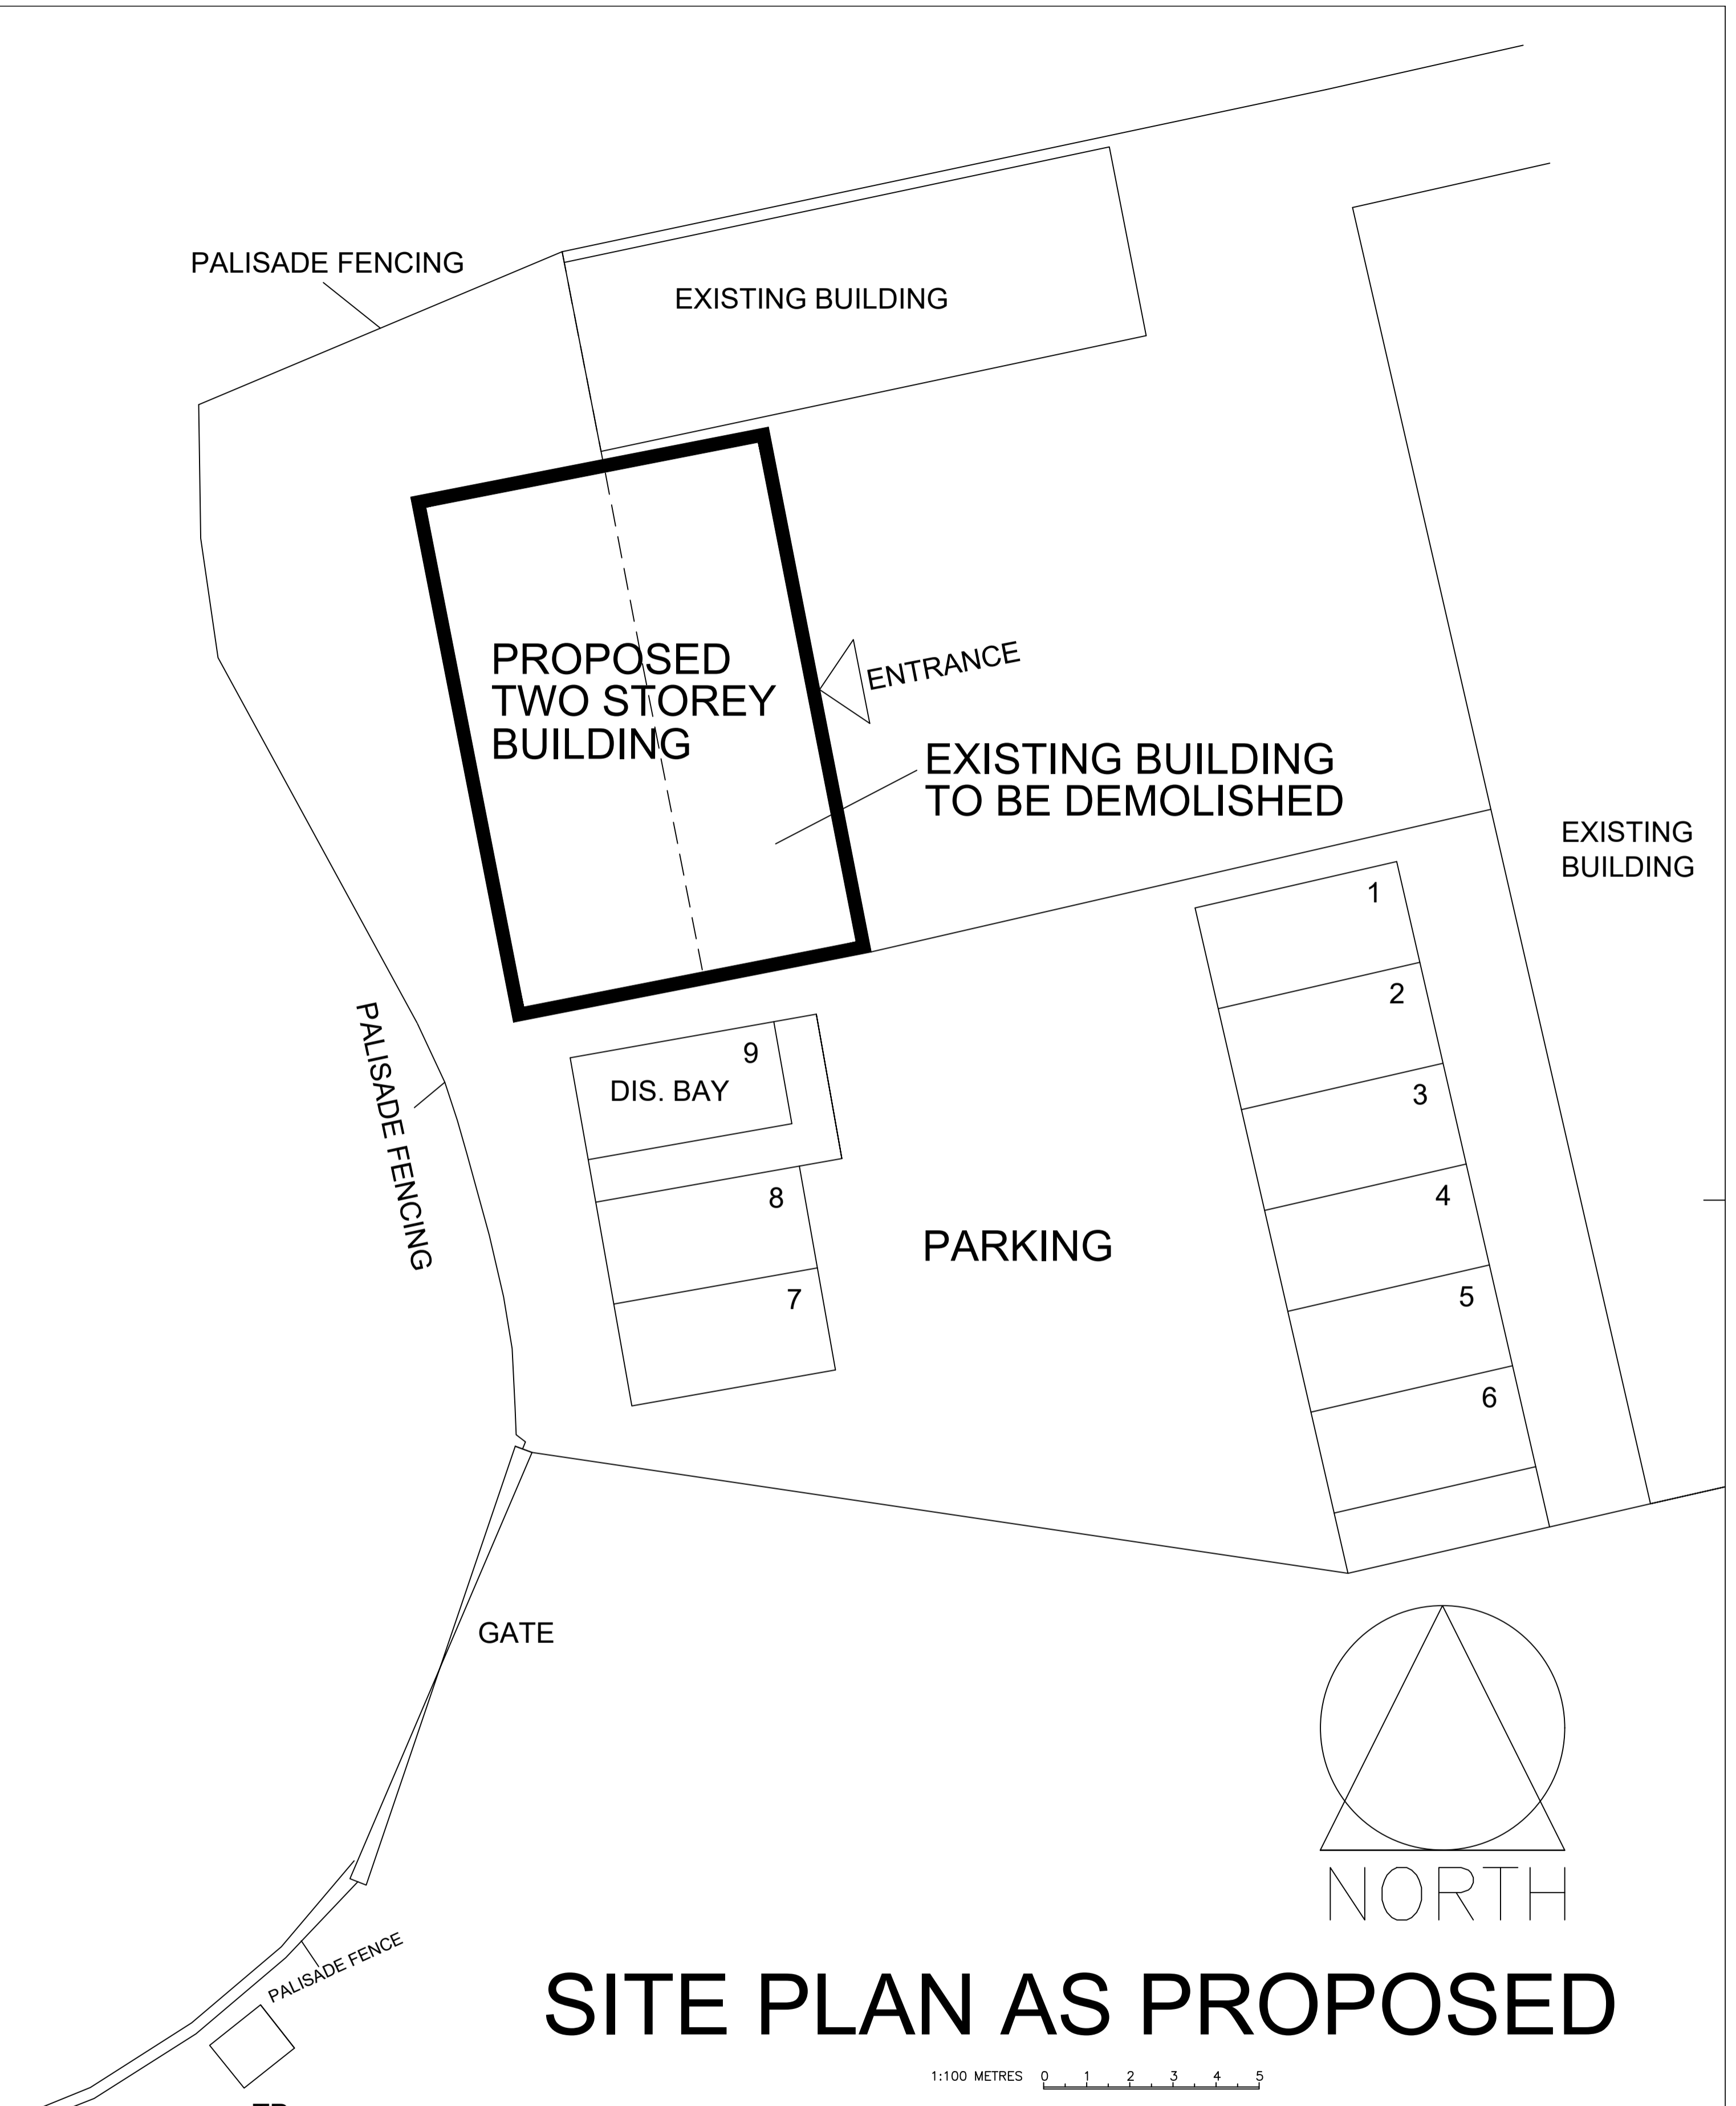 PALISADE FENCING
EXISTING BUILDING
PROPOSED
TWO STOREY
BUILDING
ENTRANCE
EXISTING BUILDING
TO BE DEMOLISHED
EXISTING
BUILDING
1
2
3
4
5
6
9
DIS. BAY
8
7
PALISADE FENCING
PARKING
GATE
NORTH
PALISADE FENCE
SITE PLAN AS PROPOSED
1:100 METRES 0 1 2 3 4 5